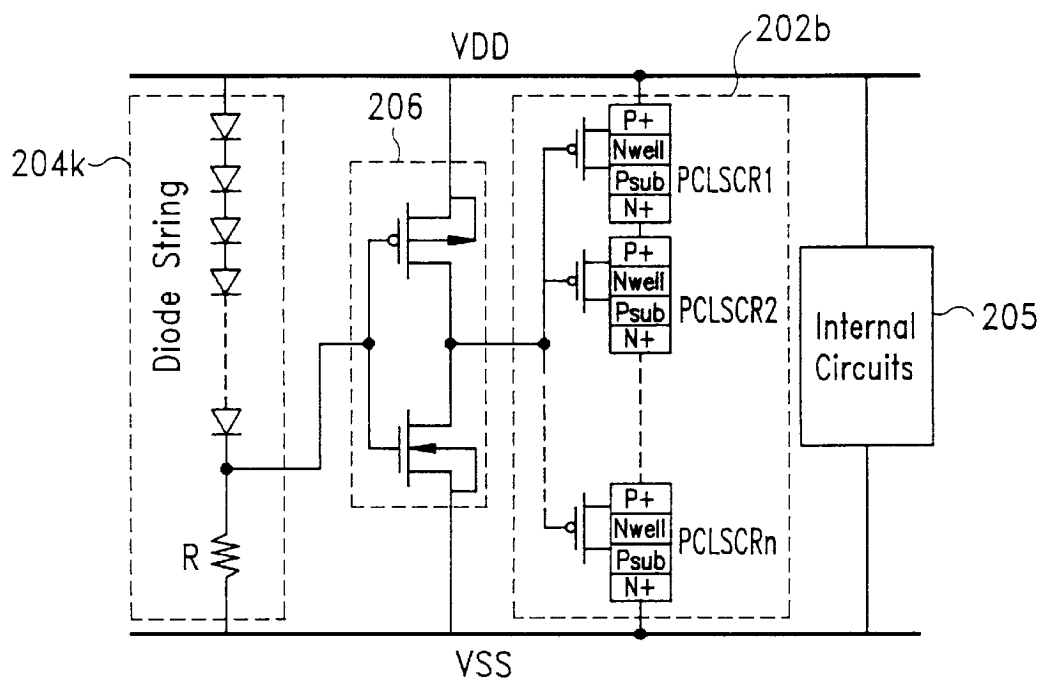 202b
VDD
206
204k
Diode String
P+
Nwell
Psub
N+
PCLSCR1
P+
Nwell
Psub
N+
PCLSCR2
Internal
Circuits
205
P+
Nwell
Psub
N+
PCLSCRn
R
VSS